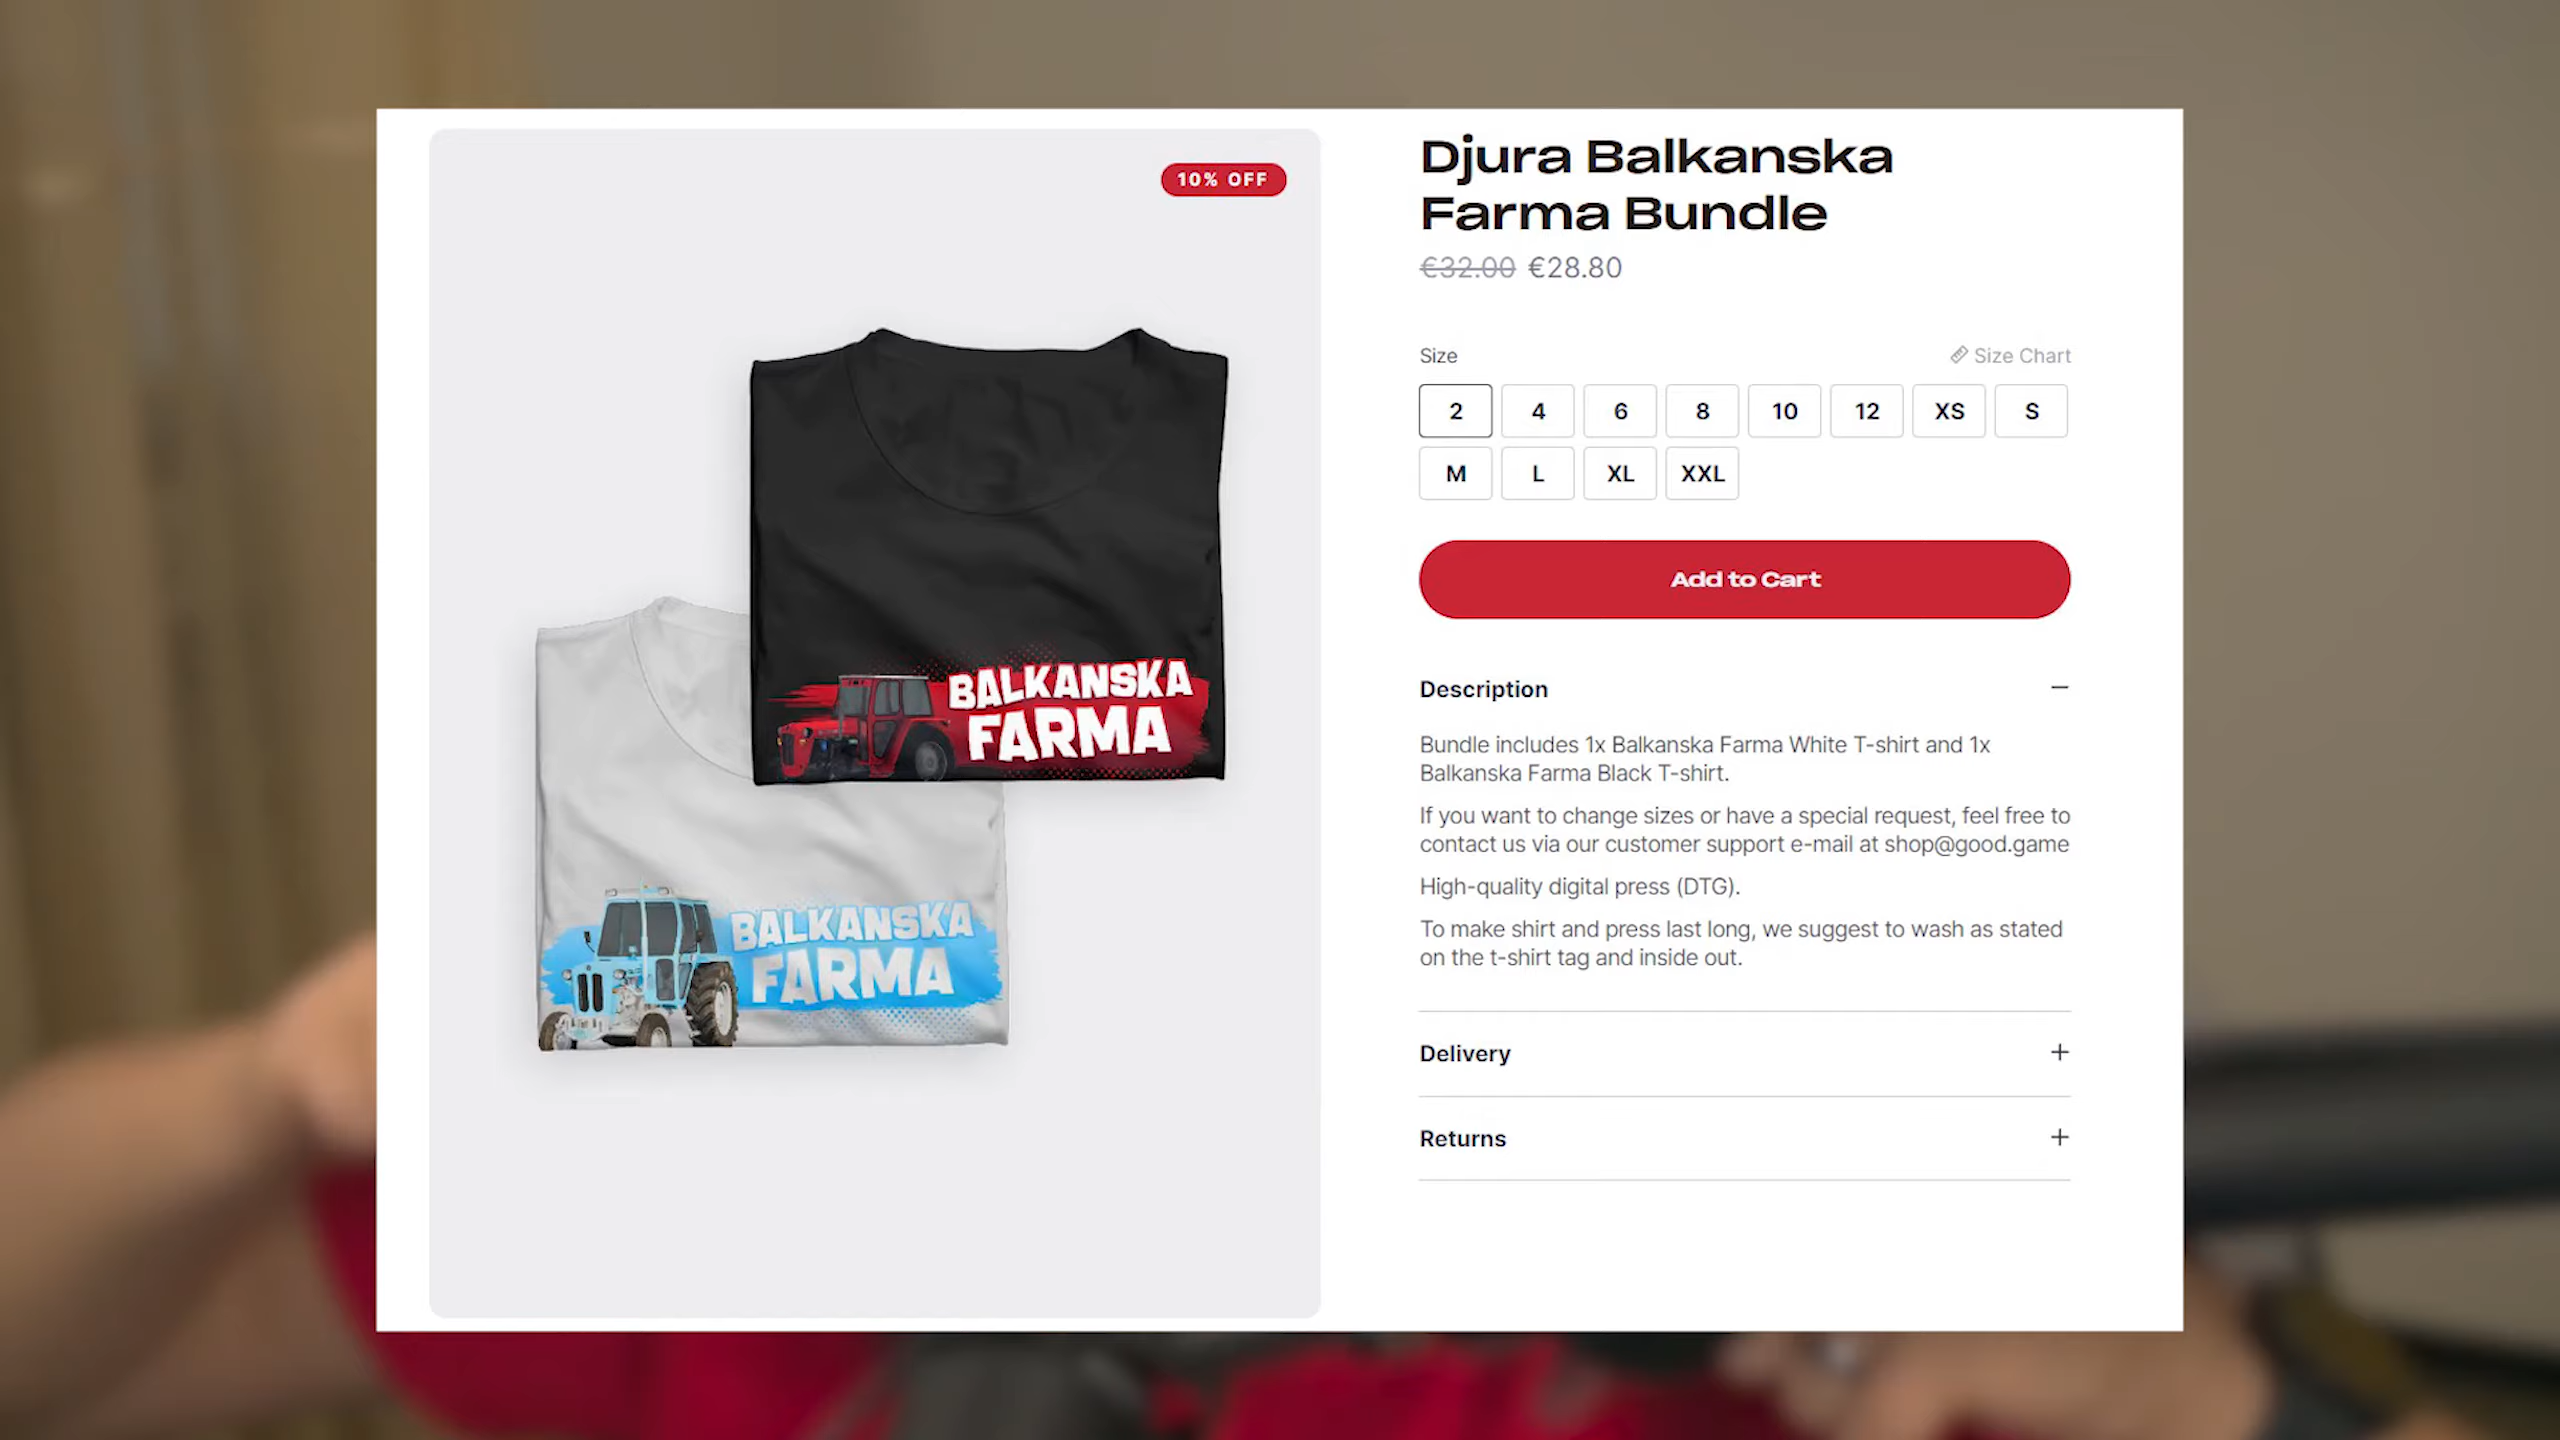 10% OFF
BALKANSKA
FARMA
BALKANSKA
FARMA
Djura Balkanska
Farma Bundle
€32.00 €28.80
Size
Size Chart
2 4 6 8 10 12 XS S
M L XL XXL
Add to Cart
Description
Bundle includes 1x Balkanska Farma White T-shirt and 1x
Balkanska Farma Black T-shirt.
If you want to change sizes or have a special request, feel free to
contact us via our customer support e-mail at shop@good.game
High-quality digital press (DTG).
To make shirt and press last long, we suggest to wash as stated
on the t-shirt tag and inside out.
Delivery
Returns